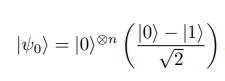 |ψ₀⟩ = |0⟩^{⊗n} ( (|0⟩ − |1⟩) / √2 )